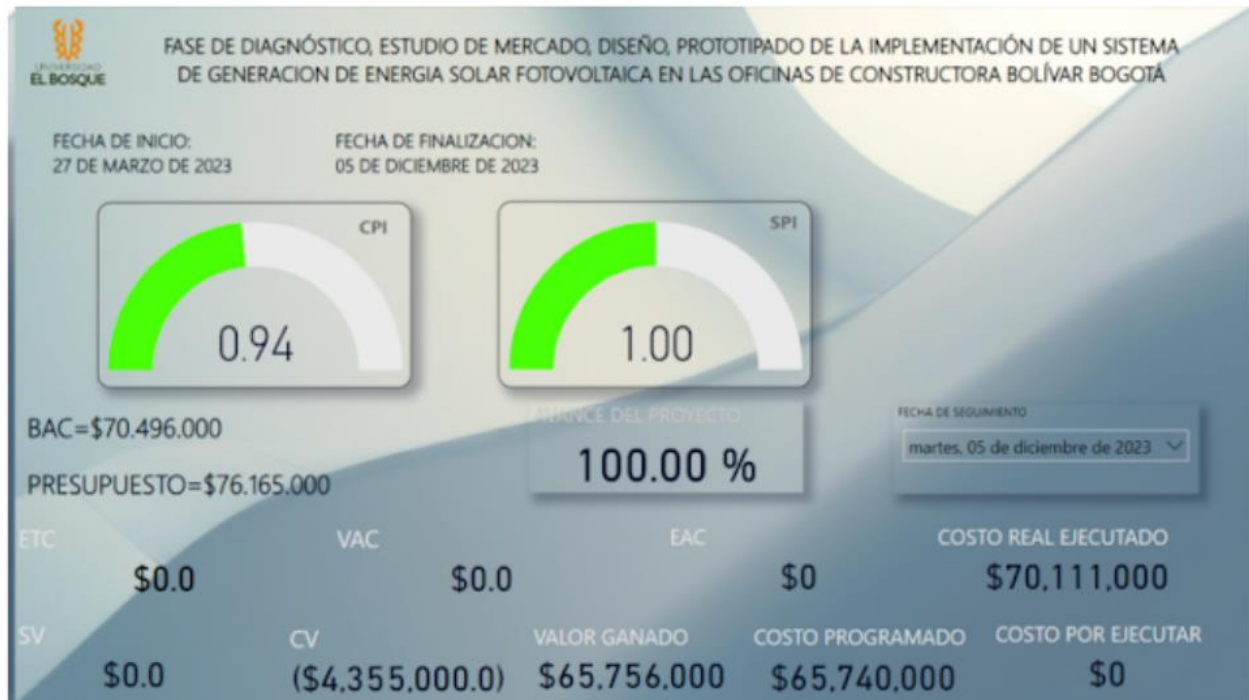 UNIVERSIDAD
EL BOSQUE
FASE DE DIAGNÓSTICO, ESTUDIO DE MERCADO, DISEÑO, PROTOTIPADO DE LA IMPLEMENTACIÓN DE UN SISTEMA
DE GENERACION DE ENERGIA SOLAR FOTOVOLTAICA EN LAS OFICINAS DE CONSTRUCTORA BOLÍVAR BOGOTÁ
FECHA DE INICIO:
27 DE MARZO DE 2023
FECHA DE FINALIZACION:
05 DE DICIEMBRE DE 2023
CPI
0.94
SPI
1.00
BAC=$70.496.000
PRESUPUESTO=$76.165.000
AVANCE DEL PROYECTO
100.00 %
FECHA DE SEGUIMIENTO
martes, 05 de diciembre de 2023
ETC
$0.0
VAC
$0.0
EAC
$0
COSTO REAL EJECUTADO
$70,111,000
SV
$0.0
CV
($4,355,000.0)
VALOR GANADO
$65.756.000
COSTO PROGRAMADO
$65,740,000
COSTO POR EJECUTAR
$0